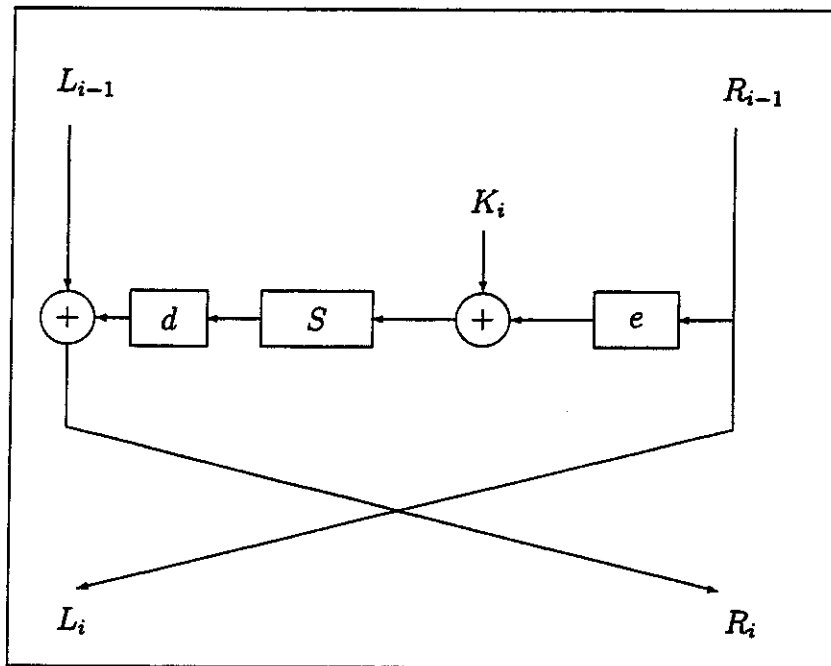 L_{i-1}
R_{i-1}
K_i
+ d S + e
L_i
R_i